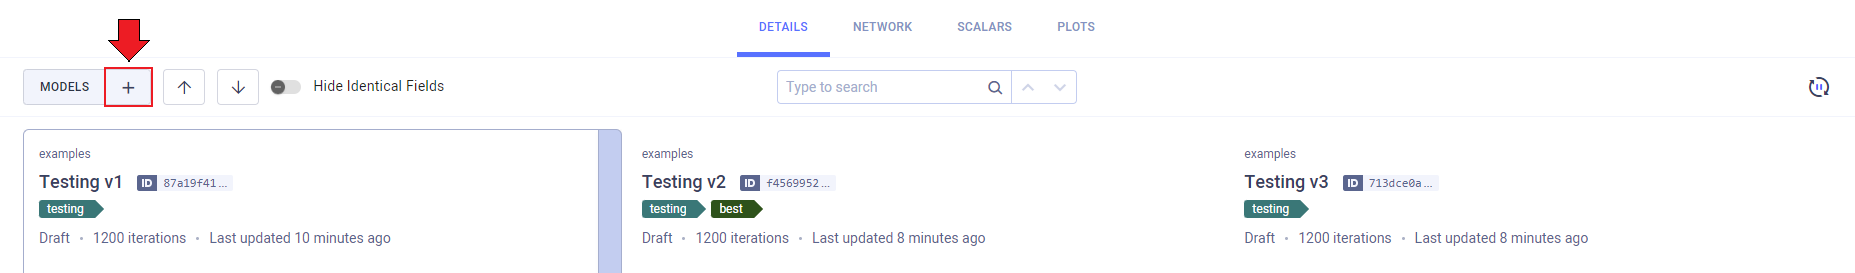 DETAILS NETWORK SCALARS PLOTS
MODELS + Hide Identical Fields Type to search
examples examples examples
Testing v1 ID 87a19f41... Testing v2 ID f4569952... Testing v3 ID 713dce0a...
testing testing best testing
Draft • 1200 iterations • Last updated 10 minutes ago Draft • 1200 iterations • Last updated 8 minutes ago Draft • 1200 iterations • Last updated 8 minutes ago